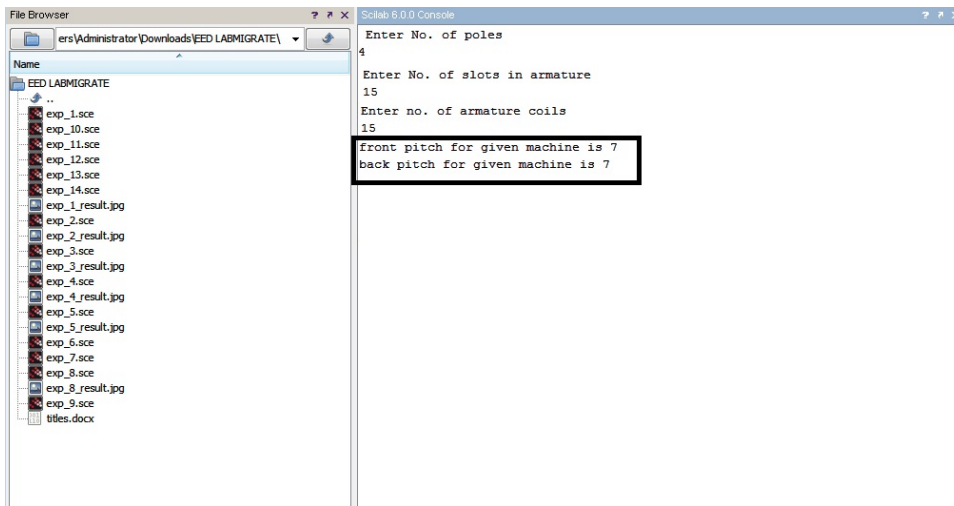 File Browser
ers\Administrator\Downloads\EED LABMIGRATE\
Name
EED LABMIGRATE
..
exp_1.sce
exp_10.sce
exp_11.sce
exp_12.sce
exp_13.sce
exp_14.sce
exp_1_result.jpg
exp_2.sce
exp_2_result.jpg
exp_3.sce
exp_3_result.jpg
exp_4.sce
exp_4_result.jpg
exp_5.sce
exp_5_result.jpg
exp_6.sce
exp_7.sce
exp_8.sce
exp_8_result.jpg
exp_9.sce
titles.docx
Scilab 6.0.0 Console
Enter No. of poles
4
Enter No. of slots in armature
15
Enter no. of armature coils
15
front pitch for given machine is 7
back pitch for given machine is 7